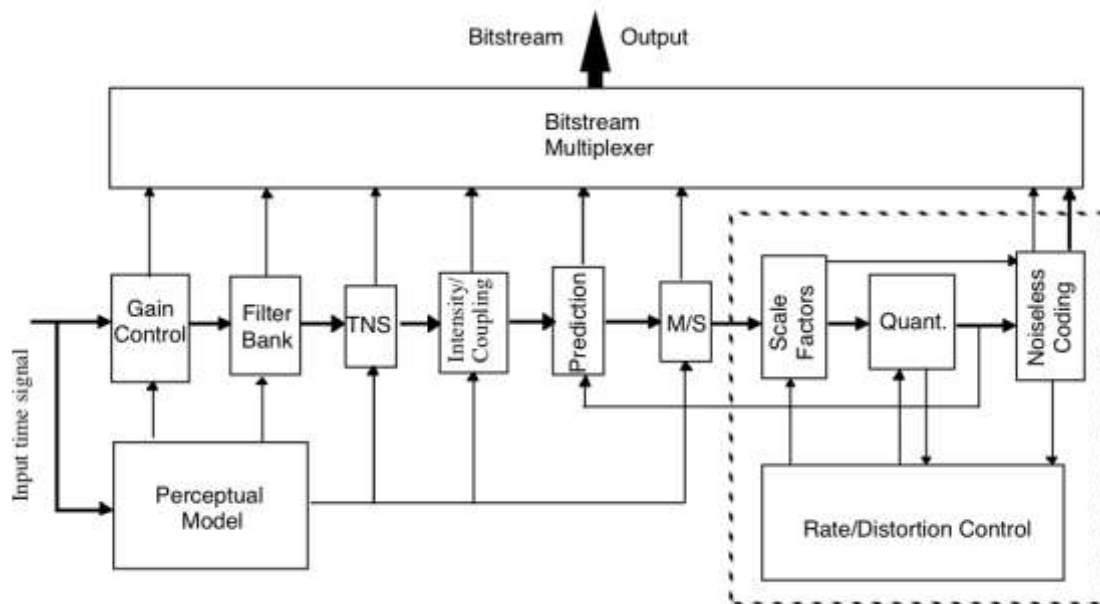 Bitstream Output
Bitstream
Multiplexer
Input time signal
Gain
Control
Filter
Bank
TNS
Intensity/
Coupling
Prediction
M/S
Scale
Factors
Quant.
Noiseless
Coding
Perceptual
Model
Rate/Distortion Control